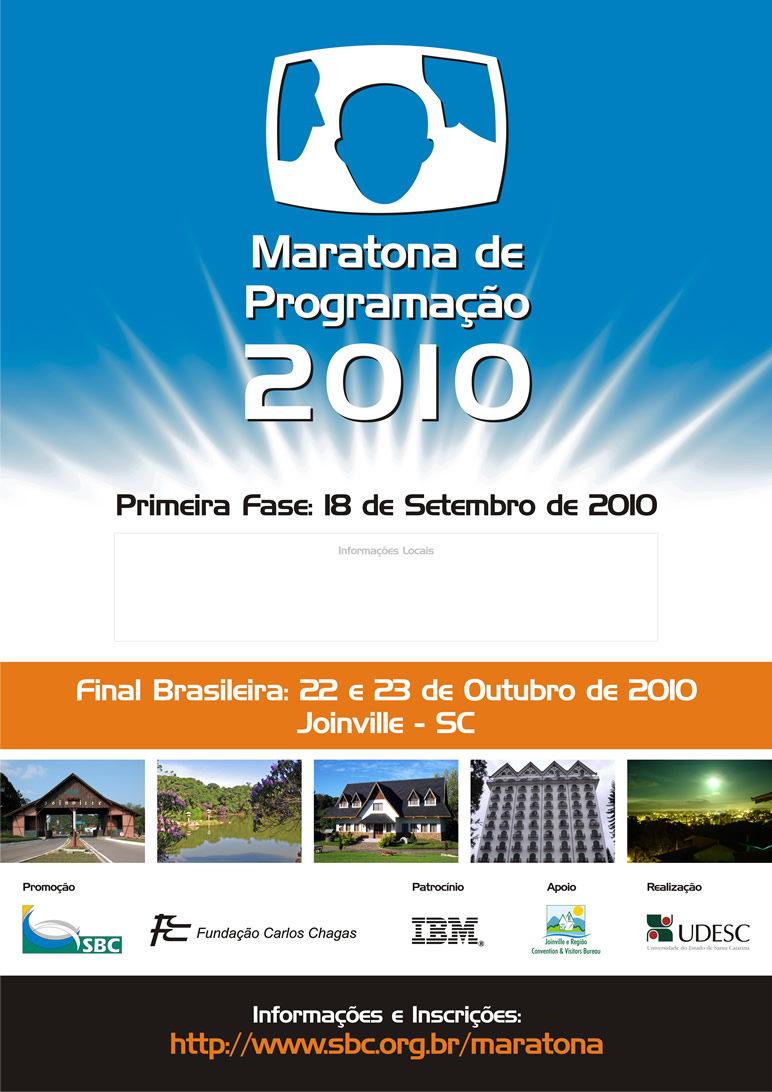 Maratona de
Programação
2010
Primeira Fase: 18 de Setembro de 2010
Informações Locais
Final Brasileira: 22 e 23 de Outubro de 2010
Joinville - SC
JOINVILLE
Promoção
Patrocínio
Apoio
Realização
SBC
Fundação Carlos Chagas
IBM®
Joinville e Região
Convention & Visitors Bureau
UDESC
Universidade do Estado de Santa Catarina
Informações e Inscrições:
http://www.sbc.org.br/maratona